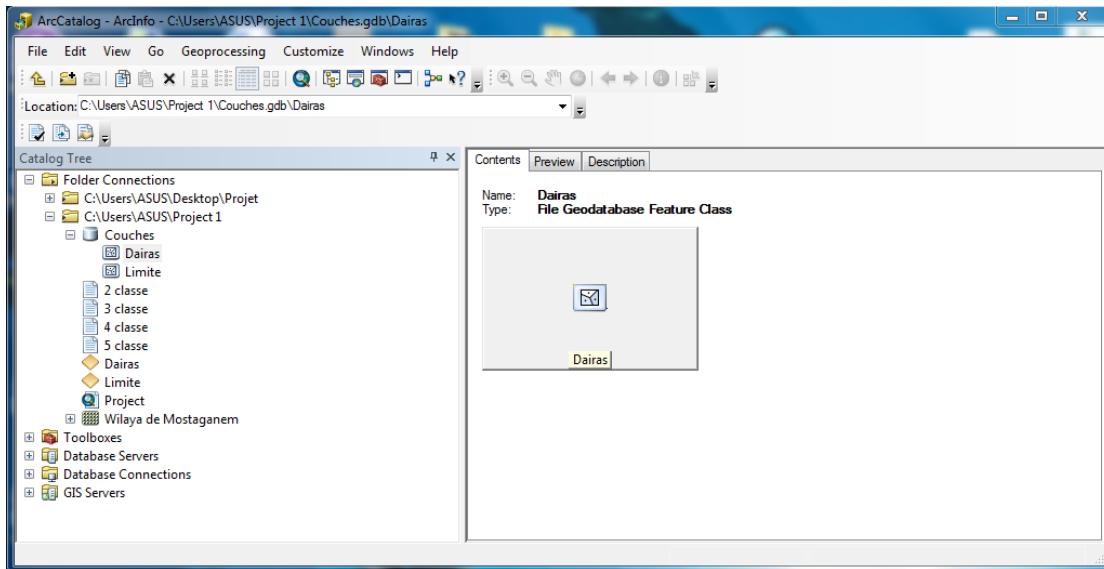 ArcCatalog - ArcInfo - C:\Users\ASUS\Project 1\Couches.gdb\Dairas
File Edit View Go Geoprocessing Customize Windows Help
Location: C:\Users\ASUS\Project 1\Couches.gdb\Dairas
Catalog Tree
Folder Connections
C:\Users\ASUS\Desktop\Projet
C:\Users\ASUS\Project 1
Couches
Dairas
Limite
2 classe
3 classe
4 classe
5 classe
Dairas
Limite
Project
Wilaya de Mostaganem
Toolboxes
Database Servers
Database Connections
GIS Servers
Contents Preview Description
Name: Dairas
Type: File Geodatabase Feature Class
Dairas